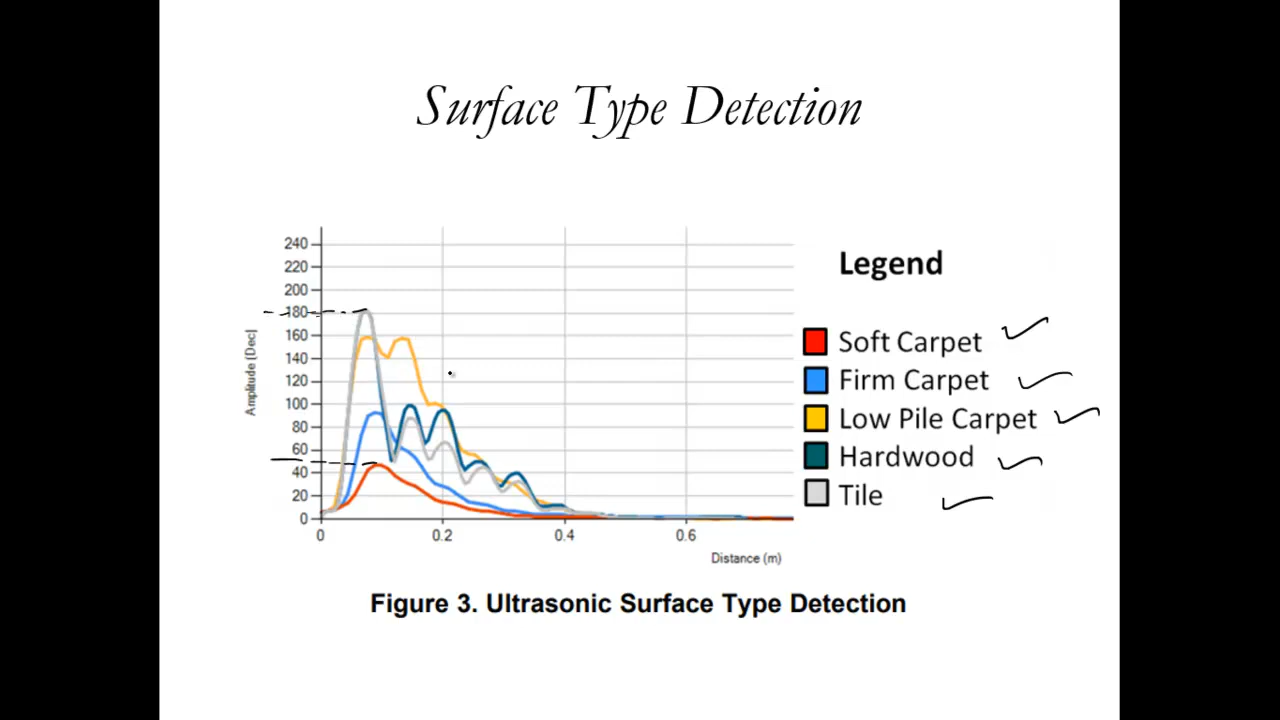 Surface Type Detection
Legend
240
220
200
180
160
140
120
100
80
60
40
20
0
Amplitude (Dec)
Soft Carpet
Firm Carpet
Low Pile Carpet
Hardwood
Tile
0 0.2 0.4 0.6
Distance (m)
Figure 3. Ultrasonic Surface Type Detection